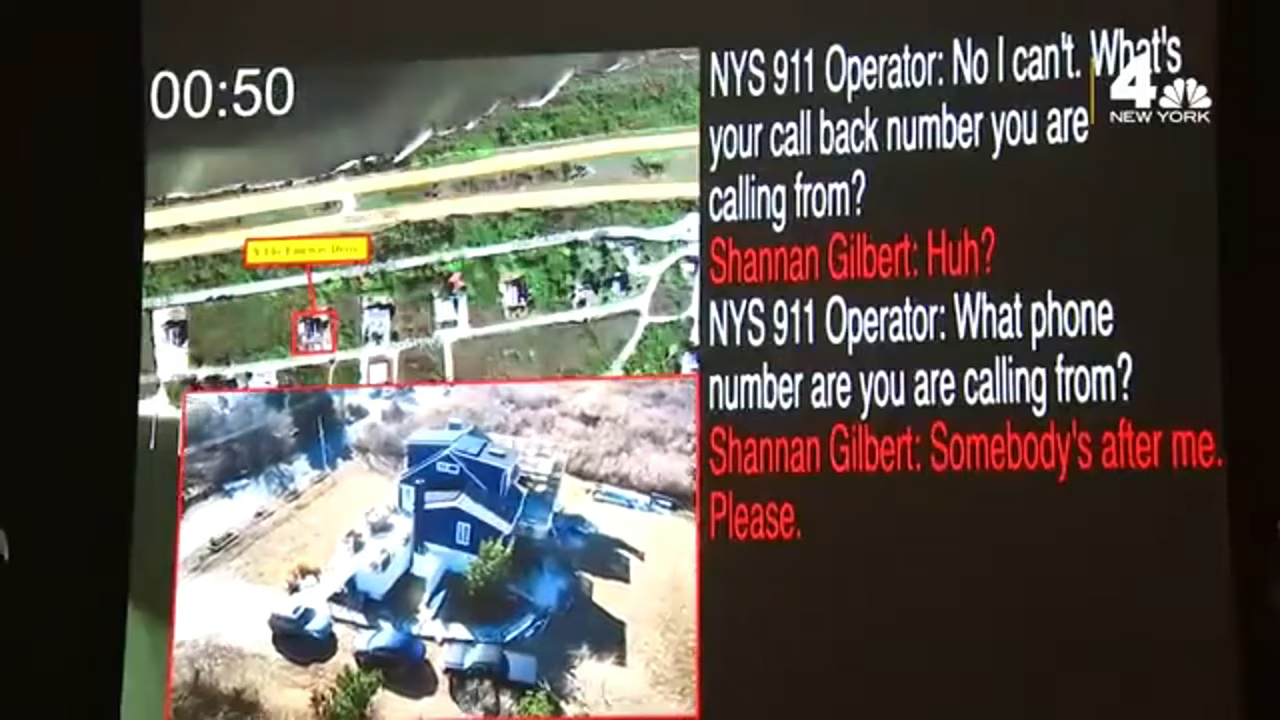 00:50
NYS 911 Operator: No I can't. What's
your call back number you are
calling from?
Shannan Gilbert: Huh?
NYS 911 Operator: What phone
number are you are calling from?
Shannan Gilbert: Somebody's after me.
Please.
4
NEW YORK